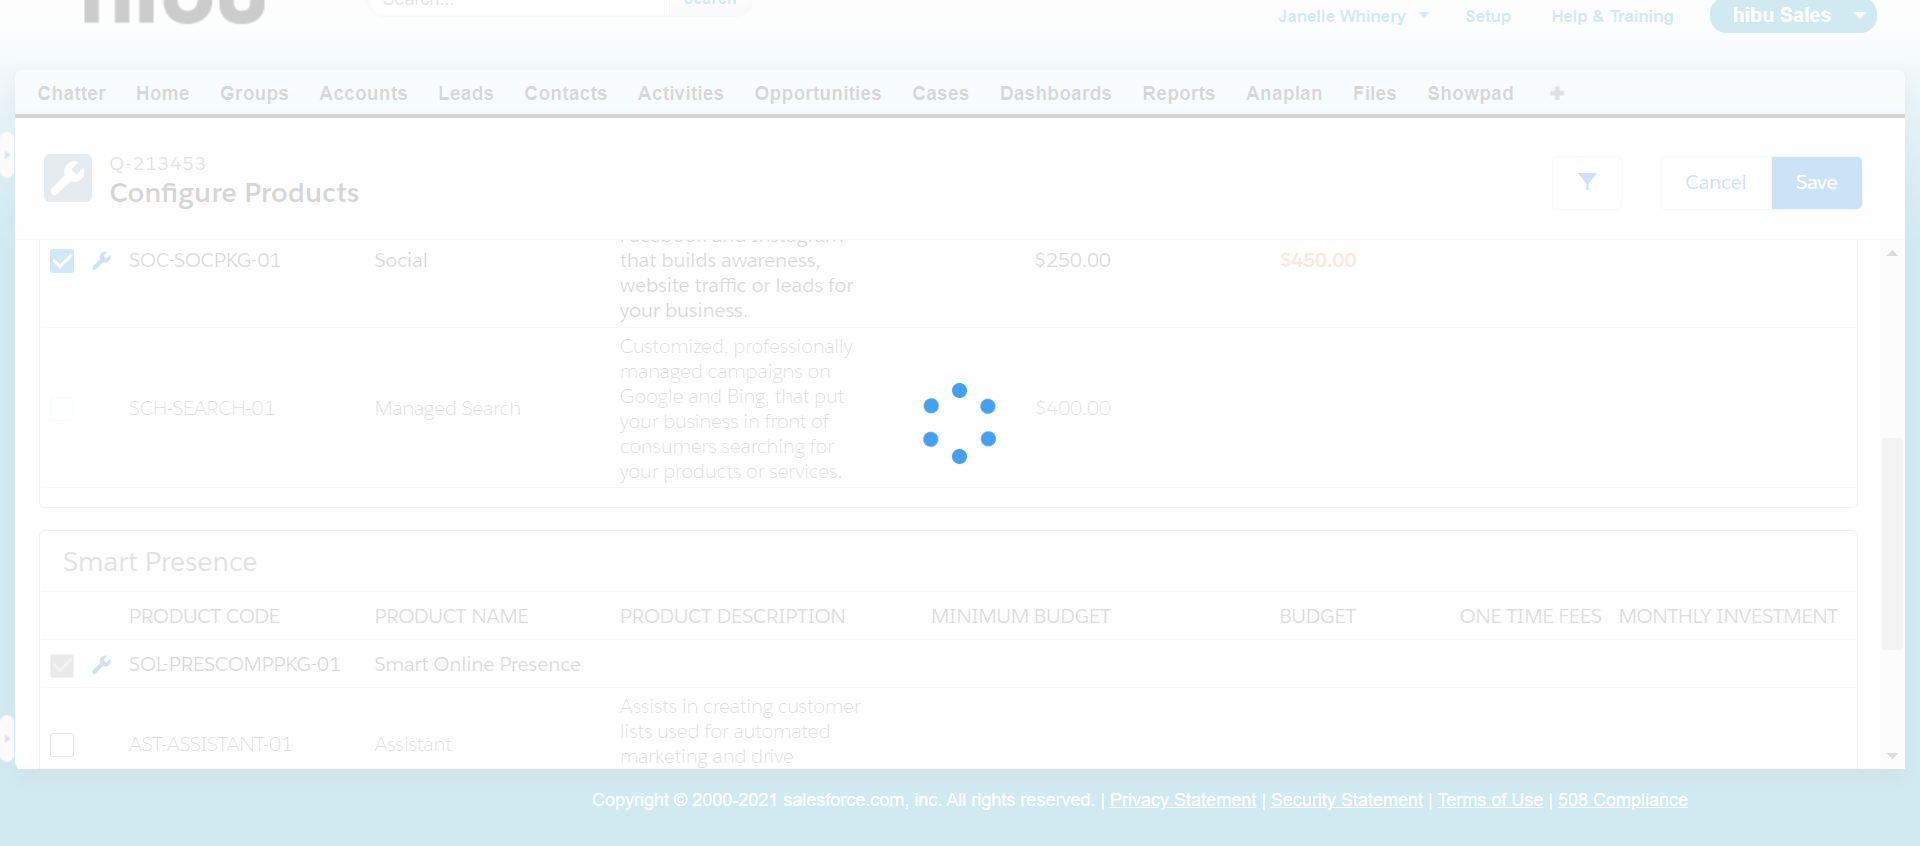 hibu
Search...
Search
Janelle Whinery
Setup
Help & Training
hibu Sales
Chatter Home Groups Accounts Leads Contacts Activities Opportunities Cases Dashboards Reports Anaplan Files Showpad
Q-213453
Configure Products
Cancel
Save
Facebook and Instagram
SOC-SOCPKG-01 Social that builds awareness, $250.00 $450.00
website traffic or leads for
your business.
Customized, professionally
managed campaigns on
Google and Bing, that put
SCH-SEARCH-01 Managed Search your business in front of $400.00
consumers searching for
your products or services.
Smart Presence
PRODUCT CODE PRODUCT NAME PRODUCT DESCRIPTION MINIMUM BUDGET BUDGET ONE TIME FEES MONTHLY INVESTMENT
SOL-PRESCOMPPKG-01 Smart Online Presence
Assists in creating customer
lists used for automated
AST-ASSISTANT-01 Assistant marketing and drive
Copyright © 2000-2021 salesforce.com, inc. All rights reserved. | Privacy Statement | Security Statement | Terms of Use | 508 Compliance